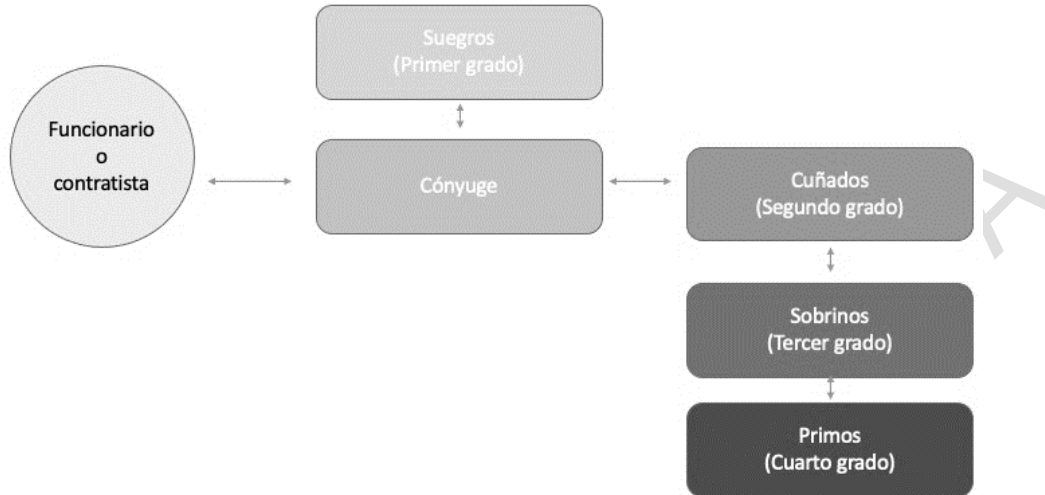 Suegros
(Primer grado)
Funcionario
o
contratista
Cónyuge
Cuñados
(Segundo grado)
Sobrinos
(Tercer grado)
Primos
(Cuarto grado)
A